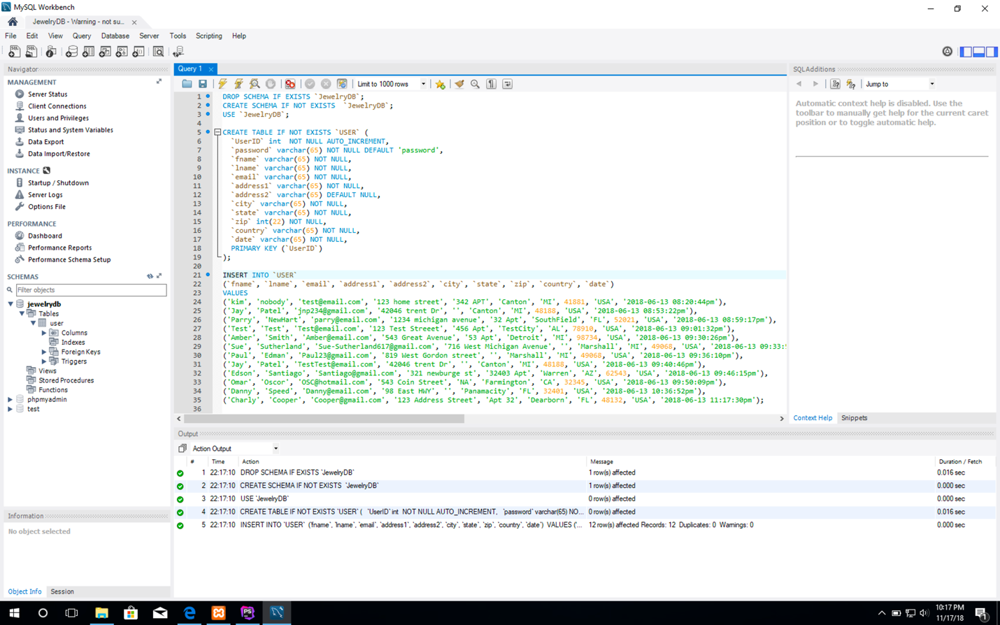 MySQL Workbench
JewelryDB - Warning - not su...
File Edit View Query Database Server Tools Scripting Help
Navigator
MANAGEMENT
Server Status
Client Connections
Users and Privileges
Status and System Variables
Data Export
Data Import/Restore
INSTANCE
Startup / Shutdown
Server Logs
Options File
PERFORMANCE
Dashboard
Performance Reports
Performance Schema Setup
SCHEMAS
Filter objects
jewelrydb
Tables
user
Columns
Indexes
Foreign Keys
Triggers
Views
Stored Procedures
Functions
phpmyadmin
test
Information
No object selected
Object Info Session
Query 1
Limit to 1000 rows
1 DROP SCHEMA IF EXISTS `JewelryDB`;
2 CREATE SCHEMA IF NOT EXISTS  `JewelryDB`;
3 USE `JewelryDB`;
4
5 CREATE TABLE IF NOT EXISTS `USER` (
6 `UserID` int  NOT NULL AUTO_INCREMENT,
7 `password` varchar(65) NOT NULL DEFAULT 'password',
8 `fname` varchar(65) NOT NULL,
9 `lname` varchar(65) NOT NULL,
10 `email` varchar(65) NOT NULL,
11 `address1` varchar(65) NOT NULL,
12 `address2` varchar(65) DEFAULT NULL,
13 `city` varchar(65) NOT NULL,
14 `state` varchar(65) NOT NULL,
15 `zip` int(22) NOT NULL,
16 `country` varchar(65) NOT NULL,
17 `date` varchar(65) NOT NULL,
18 PRIMARY KEY (`UserID`)
19 );
20
21 INSERT INTO `USER`
22 (`fname`, `lname`, `email`, `address1`, `address2`, `city`, `state`, `zip`, `country`, `date`)
23 VALUES
24 ('kim', 'nobody', 'test@email.com', '123 home street', '342 APT', 'Canton', 'MI', 41881, 'USA', '2018-06-13 08:20:44pm'),
25 ('Jay', 'Patel', 'jnp234@gmail.com', '42046 trent Dr', '', 'Canton', 'MI', 48188, 'USA', '2018-06-13 08:53:22pm'),
26 ('Parry', 'NewHart', 'parry@email.com', '1234 michigan avenue', '32 Apt', 'SouthField', 'FL', 52021, 'USA', '2018-06-13 08:59:17pm'),
27 ('Test', 'Test', 'Test@email.com', '123 Test Streeet', '456 Apt', 'TestCity', 'AL', 78910, 'USA', '2018-06-13 09:01:32pm'),
28 ('Amber', 'Smith', 'Amber@email.com', '543 Great Avenue', '53 Apt', 'Detroit', 'MI', 98734, 'USA', '2018-06-13 09:30:26pm'),
29 ('Sue', 'Sutherland', 'Sue-Sutherland617@gmail.com', '716 West Michigan Avenue', '', 'Marshall', 'MI', 49068, 'USA', '2018-06-13 09:33:
30 ('Paul', 'Edman', 'Paul23@gmail.com', '819 West Gordon street', '', 'Marshall', 'MI', 49068, 'USA', '2018-06-13 09:36:10pm'),
31 ('Jay', 'Patel', 'TestTest@email.com', '42046 trent Dr', '', 'Canton', 'MI', 48188, 'USA', '2018-06-13 09:40:46pm'),
32 ('Edson', 'Santiago', 'Santiago@gmail.com', '321 newburge st', '32403 Apt', 'Warren', 'AZ', 62543, 'USA', '2018-06-13 09:46:15pm'),
33 ('Omar', 'Oscor', 'OSC@hotmail.com', '543 Coin Street', 'NA', 'Farmington', 'CA', 32345, 'USA', '2018-06-13 09:50:09pm'),
34 ('Danny', 'Speed', 'Danny@email.com', '98 East HWY', '', 'Panamacity', 'FL', 32401, 'USA', '2018-06-13 10:36:52pm'),
35 ('Charly', 'Cooper', 'Cooper@gmail.com', '123 Address Street', 'Apt 32', 'Dearborn', 'FL', 48132, 'USA', '2018-06-13 11:17:30pm');
36
SQLAdditions
Jump to
Automatic context help is disabled. Use the
toolbar to manually get help for the current caret
position or to toggle automatic help.
Context Help Snippets
Output
Action Output
# Time Action Message Duration / Fetch
1 22:17:10 DROP SCHEMA IF EXISTS `JewelryDB` 1 row(s) affected 0.016 sec
2 22:17:10 CREATE SCHEMA IF NOT EXISTS  `JewelryDB` 1 row(s) affected 0.000 sec
3 22:17:10 USE `JewelryDB` 0 row(s) affected 0.000 sec
4 22:17:10 CREATE TABLE IF NOT EXISTS `USER` (   `UserID` int  NOT NULL AUTO_INCREMENT,   `password` varchar(65) NO... 0 row(s) affected 0.016 sec
5 22:17:10 INSERT INTO `USER`  (`fname`, `lname`, `email`, `address1`, `address2`, `city`, `state`, `zip`, `country`, `date`)  VALUES ('... 12 row(s) affected Records: 12  Duplicates: 0  Warnings: 0 0.000 sec
10:17 PM
11/17/18